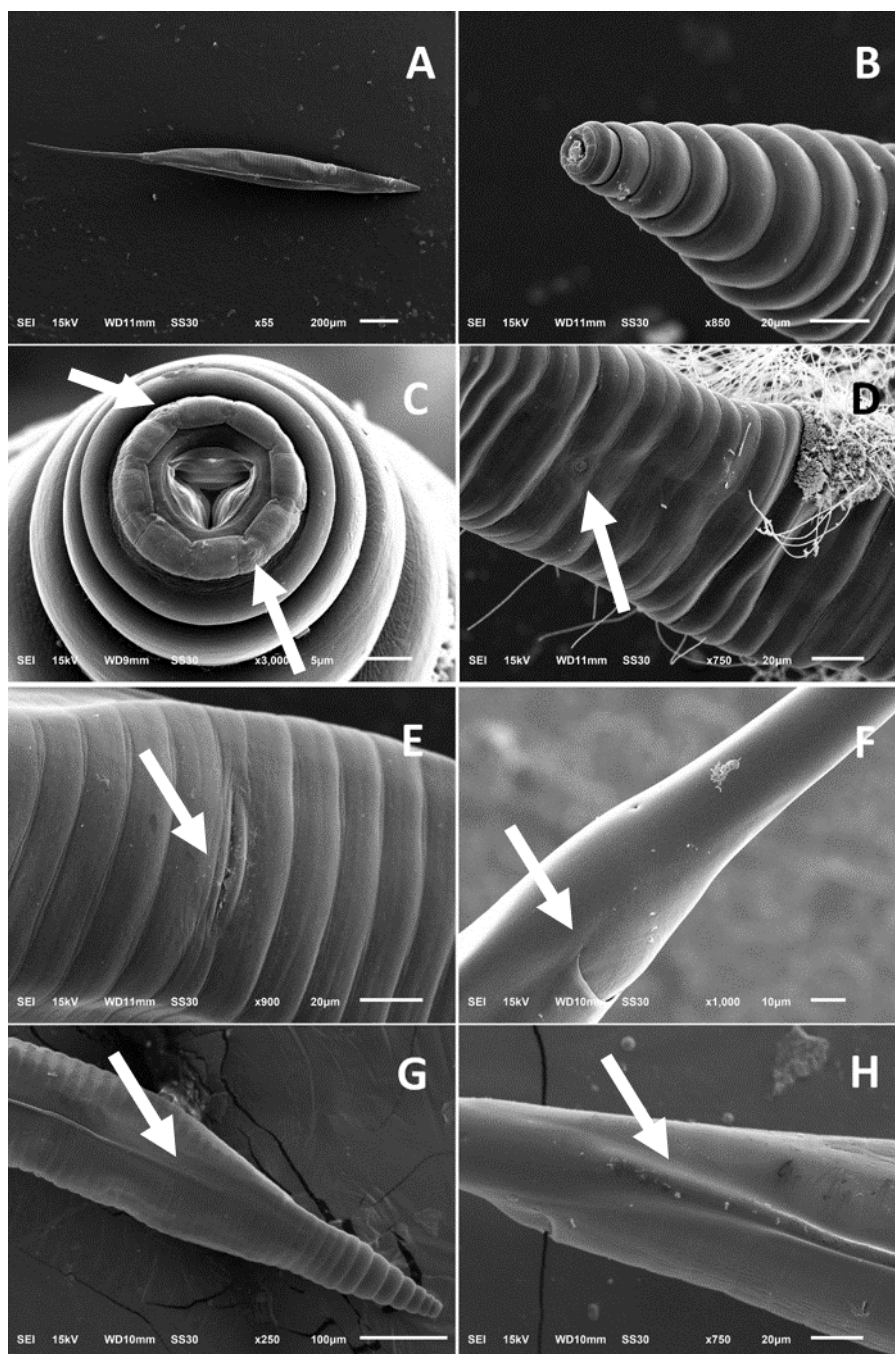 A
SEI 15kV WD11mm SS30 x55 200µm
B
SEI 15kV WD11mm SS30 x850 20µm
C
SEI 15kV WD9mm SS30 x3,000 5µm
D
SEI 15kV WD11mm SS30 x750 20µm
E
SEI 15kV WD11mm SS30 x900 20µm
F
SEI 15kV WD10mm SS30 x1,000 10µm
G
SEI 15kV WD10mm SS30 x250 100µm
H
SEI 15kV WD10mm SS30 x750 20µm